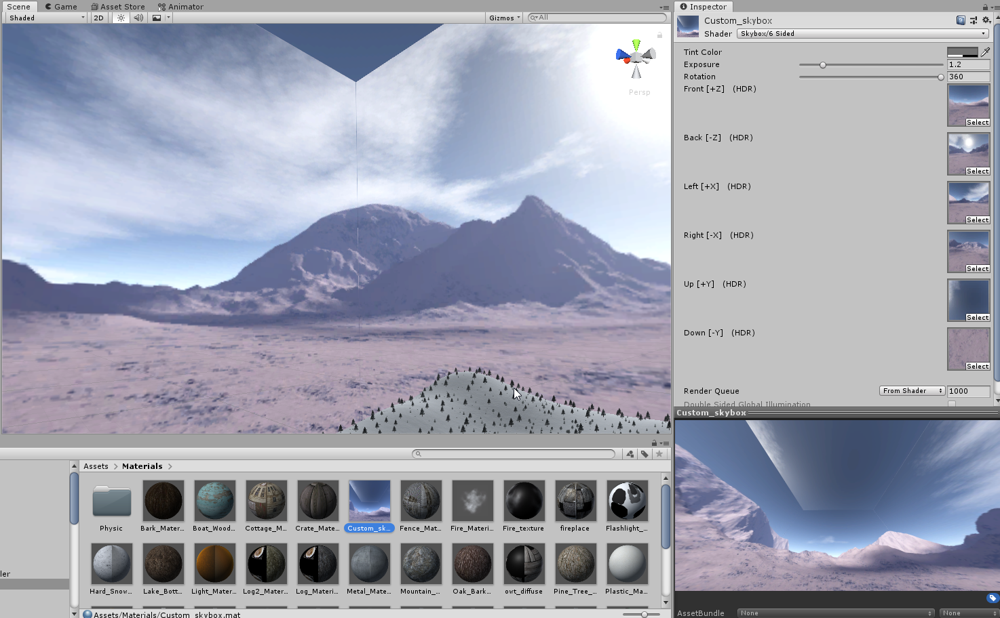 Scene Game Asset Store Animator
Shaded 2D Gizmos All
Persp
Inspector
Custom_skybox
Shader Skybox/6 Sided
Tint Color
Exposure 1.2
Rotation 360
Front [+Z] (HDR)
Select
Back [-Z] (HDR)
Select
Left [+X] (HDR)
Select
Right [-X] (HDR)
Select
Up [+Y] (HDR)
Select
Down [-Y] (HDR)
Select
Render Queue From Shader 1000
Double Sided Global Illumination
Custom_skybox
AssetBundle None None
Assets > Materials >
Physic Bark_Mater... Boat_Wood... Cottage_M... Crate_Mate... Custom_sk... Fence_Mat... Fire_Materi... Fire_texture fireplace Flashlight_...
Hard_Snow... Lake_Bott... Light_Mater... Log2_Mater... Log_Materi... Metal_Mate... Mountain_... Oak_Bark... owt_diffuse Pine_Tree_... Plastic_Ma...
ler
Assets/Materials/Custom_skybox.mat